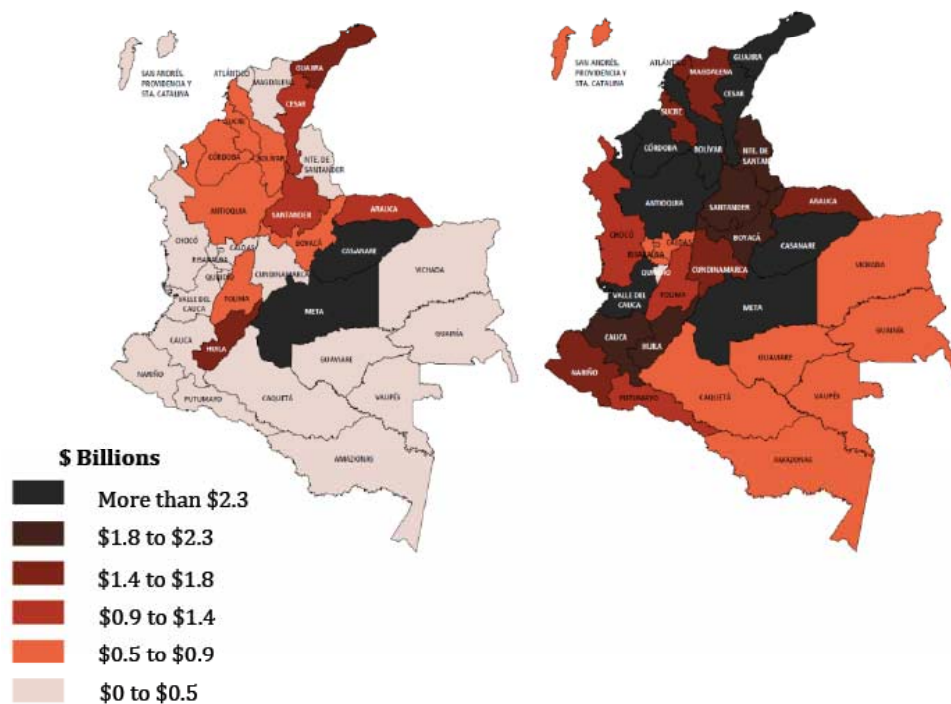 SAN ANDRÉS,
PROVIDENCIA Y
STA. CATALINA
ATLÁNTICO
MAGDALENA
GUAJIRA
CESAR
SUCRE
CÓRDOBA
BOLÍVAR
NTE. DE
SANTANDER
ANTIOQUIA
SANTANDER
ARAUCA
CHOCÓ
CALDAS
BOYACÁ
CASANARE
RISARALDA
QUINDÍO
CUNDINAMARCA
VICHADA
VALLE DEL
CAUCA
TOLIMA
META
GUAINÍA
CAUCA
HUILA
GUAVIARE
NARIÑO
PUTUMAYO
CAQUETÁ
VAUPÉS
AMAZONAS
SAN ANDRÉS,
PROVIDENCIA Y
STA. CATALINA
ATLÁNTICO
MAGDALENA
GUAJIRA
CESAR
SUCRE
CÓRDOBA
BOLÍVAR
NTE. DE
SANTAN
ANTIOQUIA
SANTANDER
ARAUCA
CHOCÓ
CALDAS
BOYACÁ
CASANARE
RISARALDA
CUNDINAMARCA
VICHADA
VALLE DEL
CAUCA
TOLIMA
META
GUAINÍA
CAUCA
HUILA
GUAVIARE
NARIÑO
PUTUMAYO
CAQUETÁ
VAUPÉS
AMAZONAS
$ Billions
More than $2.3
$1.8 to $2.3
$1.4 to $1.8
$0.9 to $1.4
$0.5 to $0.9
$0 to $0.5